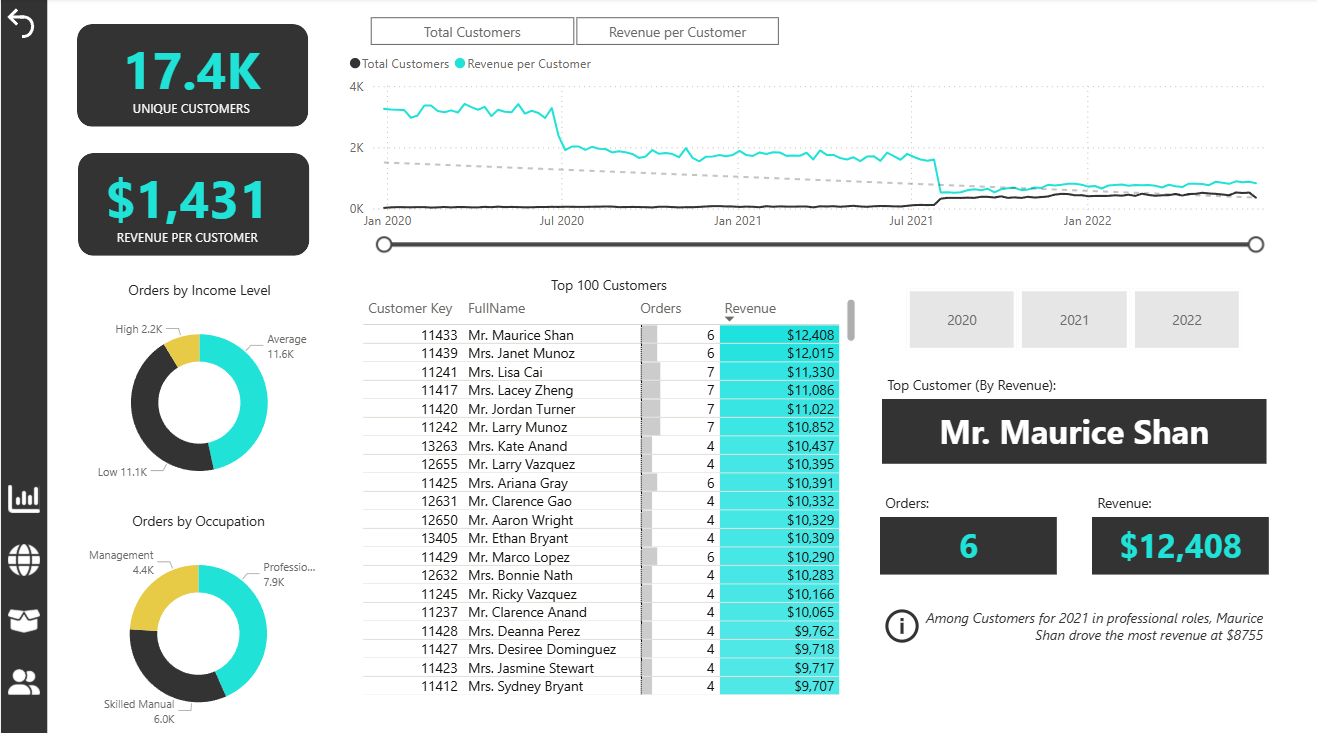 17.4K
UNIQUE CUSTOMERS
$1,431
REVENUE PER CUSTOMER
Total Customers
Revenue per Customer
Total Customers Revenue per Customer
4K
2K
0K
Jan 2020 Jul 2020 Jan 2021 Jul 2021 Jan 2022
Orders by Income Level
High 2.2K
Average
11.6K
Low 11.1K
Orders by Occupation
Management
4.4K
Professio...
7.9K
Skilled Manual
6.0K
Top 100 Customers
Customer Key FullName Orders Revenue
11433 Mr. Maurice Shan 6 $12,408
11439 Mrs. Janet Munoz 6 $12,015
11241 Mrs. Lisa Cai 7 $11,330
11417 Mrs. Lacey Zheng 7 $11,086
11420 Mr. Jordan Turner 7 $11,022
11242 Mr. Larry Munoz 7 $10,852
13263 Mrs. Kate Anand 4 $10,437
12655 Mr. Larry Vazquez 4 $10,395
11425 Mrs. Ariana Gray 6 $10,391
12631 Mr. Clarence Gao 4 $10,332
12650 Mr. Aaron Wright 4 $10,329
13405 Mr. Ethan Bryant 4 $10,309
11429 Mr. Marco Lopez 6 $10,290
12632 Mrs. Bonnie Nath 4 $10,283
11245 Mr. Ricky Vazquez 4 $10,166
11237 Mr. Clarence Anand 4 $10,065
11428 Mrs. Deanna Perez 4 $9,762
11427 Mrs. Desiree Dominguez 4 $9,718
11423 Mrs. Jasmine Stewart 4 $9,717
11412 Mrs. Sydney Bryant 4 $9,707
2020
2021
2022
Top Customer (By Revenue):
Mr. Maurice Shan
Orders:
6
Revenue:
$12,408
Among Customers for 2021 in professional roles, Maurice
Shan drove the most revenue at $8755